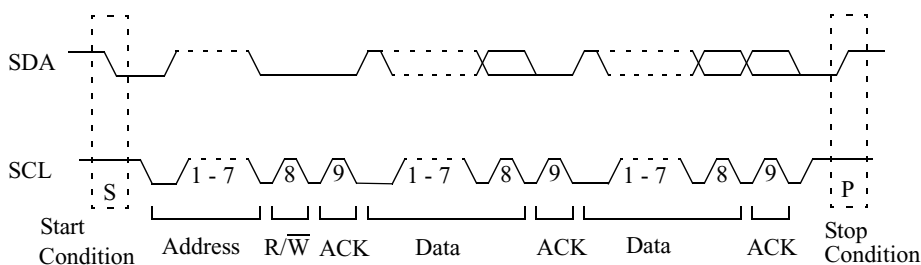 SDA
SCL
1 - 7
8
9
1 - 7
8
9
1 - 7
8
9
S
P
Start
Condition
Address
R/W̅
ACK
Data
ACK
Data
ACK
Stop
Condition